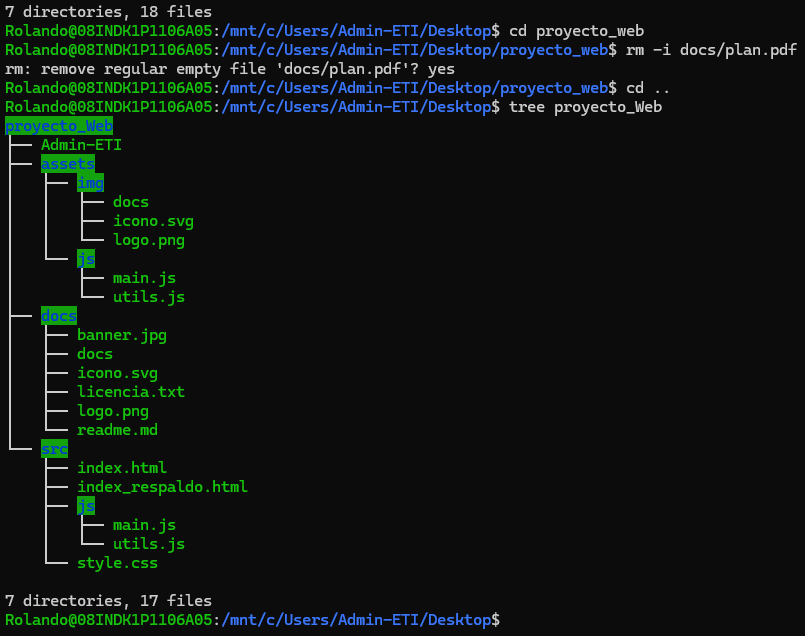 7 directories, 18 files
Rolando@08INDK1P1106A05:/mnt/c/Users/Admin-ETI/Desktop$ cd proyecto_web
Rolando@08INDK1P1106A05:/mnt/c/Users/Admin-ETI/Desktop/proyecto_web$ rm -i docs/plan.pdf
rm: remove regular empty file 'docs/plan.pdf'? yes
Rolando@08INDK1P1106A05:/mnt/c/Users/Admin-ETI/Desktop/proyecto_web$ cd ..
Rolando@08INDK1P1106A05:/mnt/c/Users/Admin-ETI/Desktop$ tree proyecto_Web
proyecto_Web
├── Admin-ETI
├── assets
│   ├── img
│   │   ├── docs
│   │   ├── icono.svg
│   │   └── logo.png
│   └── js
│       ├── main.js
│       └── utils.js
├── docs
│   ├── banner.jpg
│   ├── docs
│   ├── icono.svg
│   ├── licencia.txt
│   ├── logo.png
│   └── readme.md
└── src
    ├── index.html
    ├── index_respaldo.html
    ├── js
    │   ├── main.js
    │   └── utils.js
    └── style.css
7 directories, 17 files
Rolando@08INDK1P1106A05:/mnt/c/Users/Admin-ETI/Desktop$